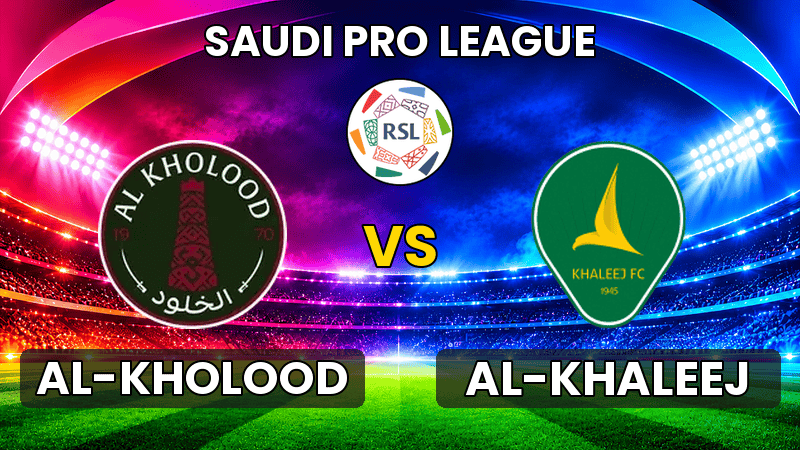 SAUDI PRO LEAGUE
RSL
AL KHOLOOD
19 70
الخلود
VS
KHALEEJ FC
1945
AL-KHOLOOD
AL-KHALEEJ